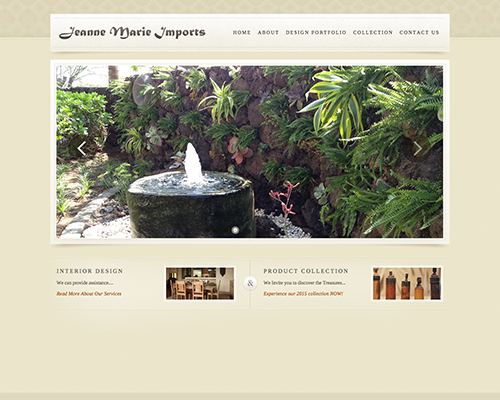 Jeanne Marie Imports
HOME ABOUT DESIGN PORTFOLIO COLLECTION CONTACT US
INTERIOR DESIGN
We can provide assistance....
Read More About Our Services
&
PRODUCT COLLECTION
We Invite you to discover the Treasures...
Experience our 2015 collection NOW!